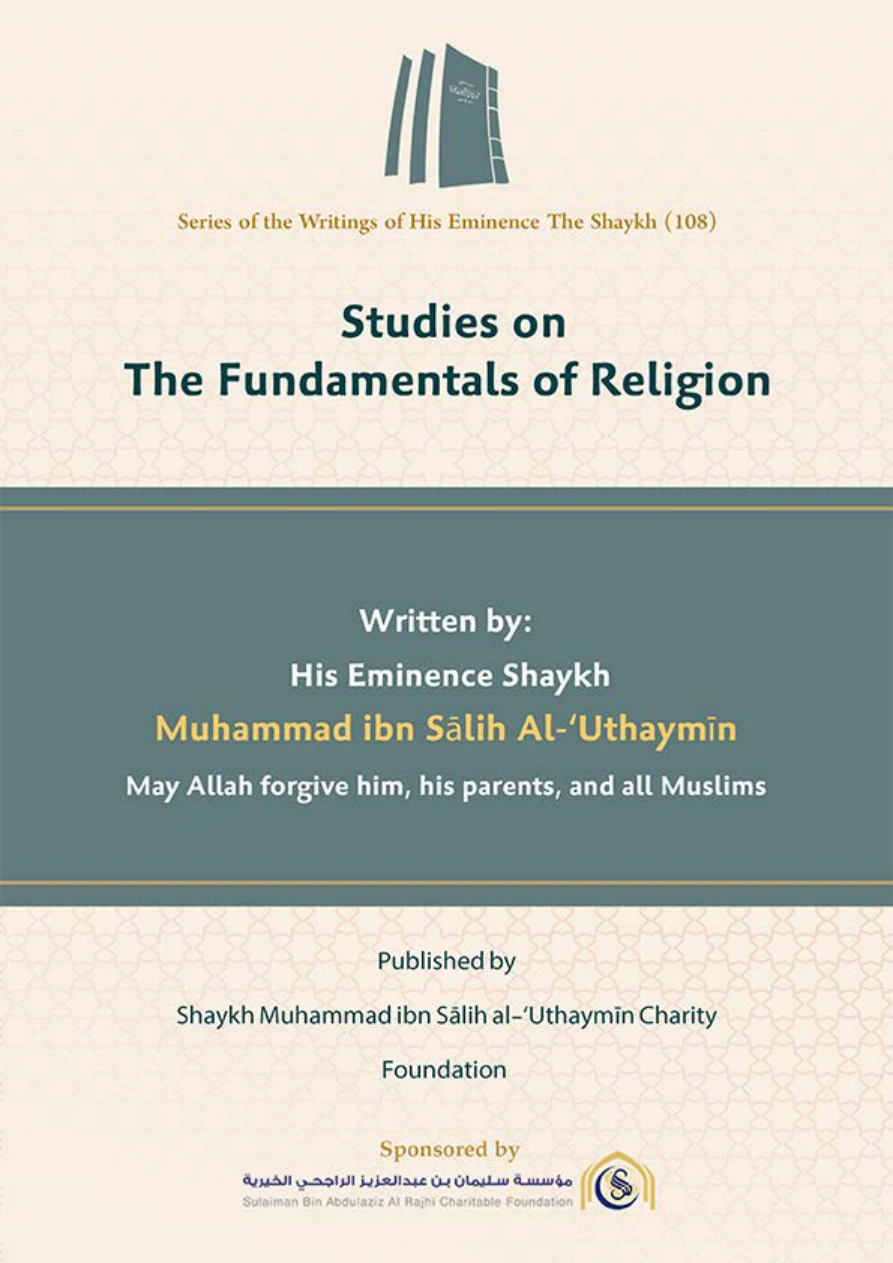 Series of the Writings of His Eminence The Shaykh (108)
Studies on
The Fundamentals of Religion
Written by:
His Eminence Shaykh
Muhammad ibn Sālih Al-‘Uthaymīn
May Allah forgive him, his parents, and all Muslims
Published by
Shaykh Muhammad ibn Sālih al-‘Uthaymīn Charity
Foundation
Sponsored by
مؤسسة سليمان بن عبدالعزيز الراجحي الخيرية
Sulaiman Bin Abdulaziz Al Rajhi Charitable Foundation